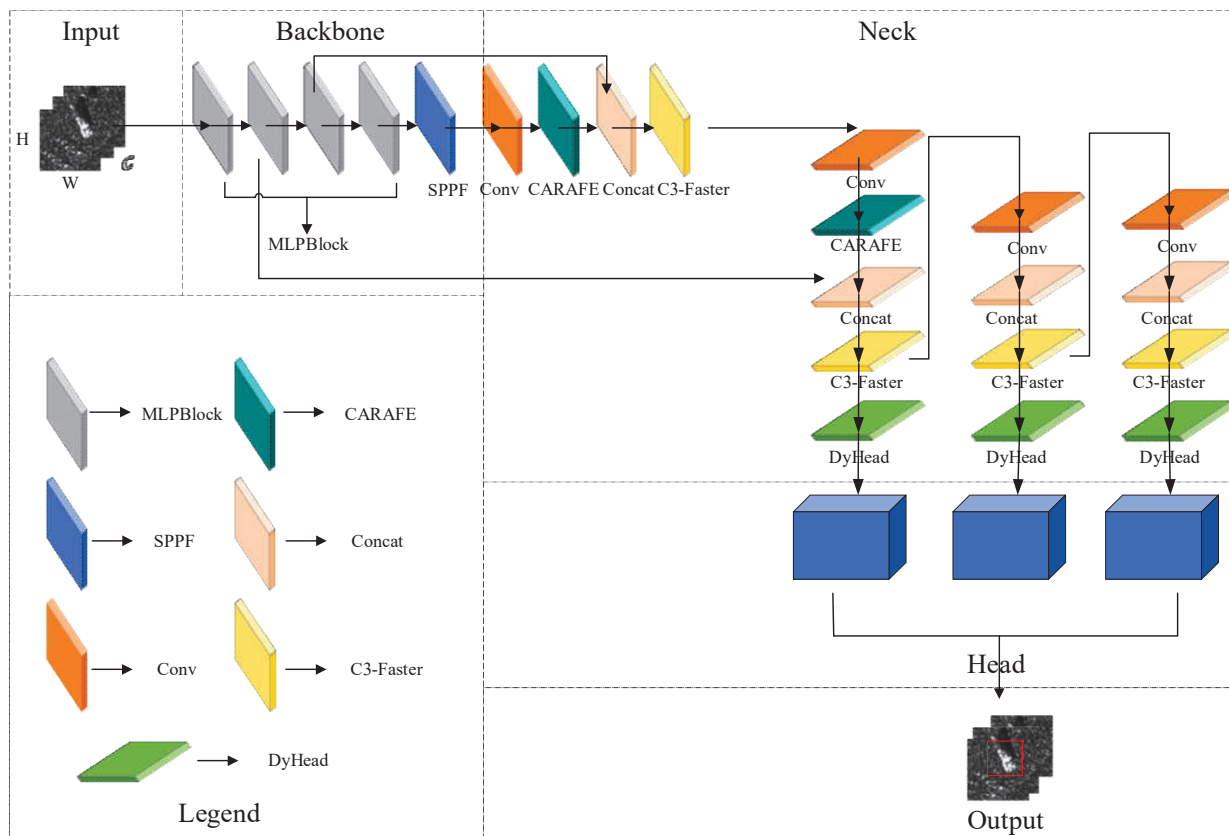 Input
Backbone
Neck
H
W
C
SPPF
Conv
CARAFE
Concat
C3-Faster
MLPBlock
Conv
CARAFE
Concat
C3-Faster
DyHead
Conv
Concat
C3-Faster
DyHead
Conv
Concat
C3-Faster
DyHead
MLPBlock
CARAFE
SPPF
Concat
Conv
C3-Faster
DyHead
Legend
Head
Output